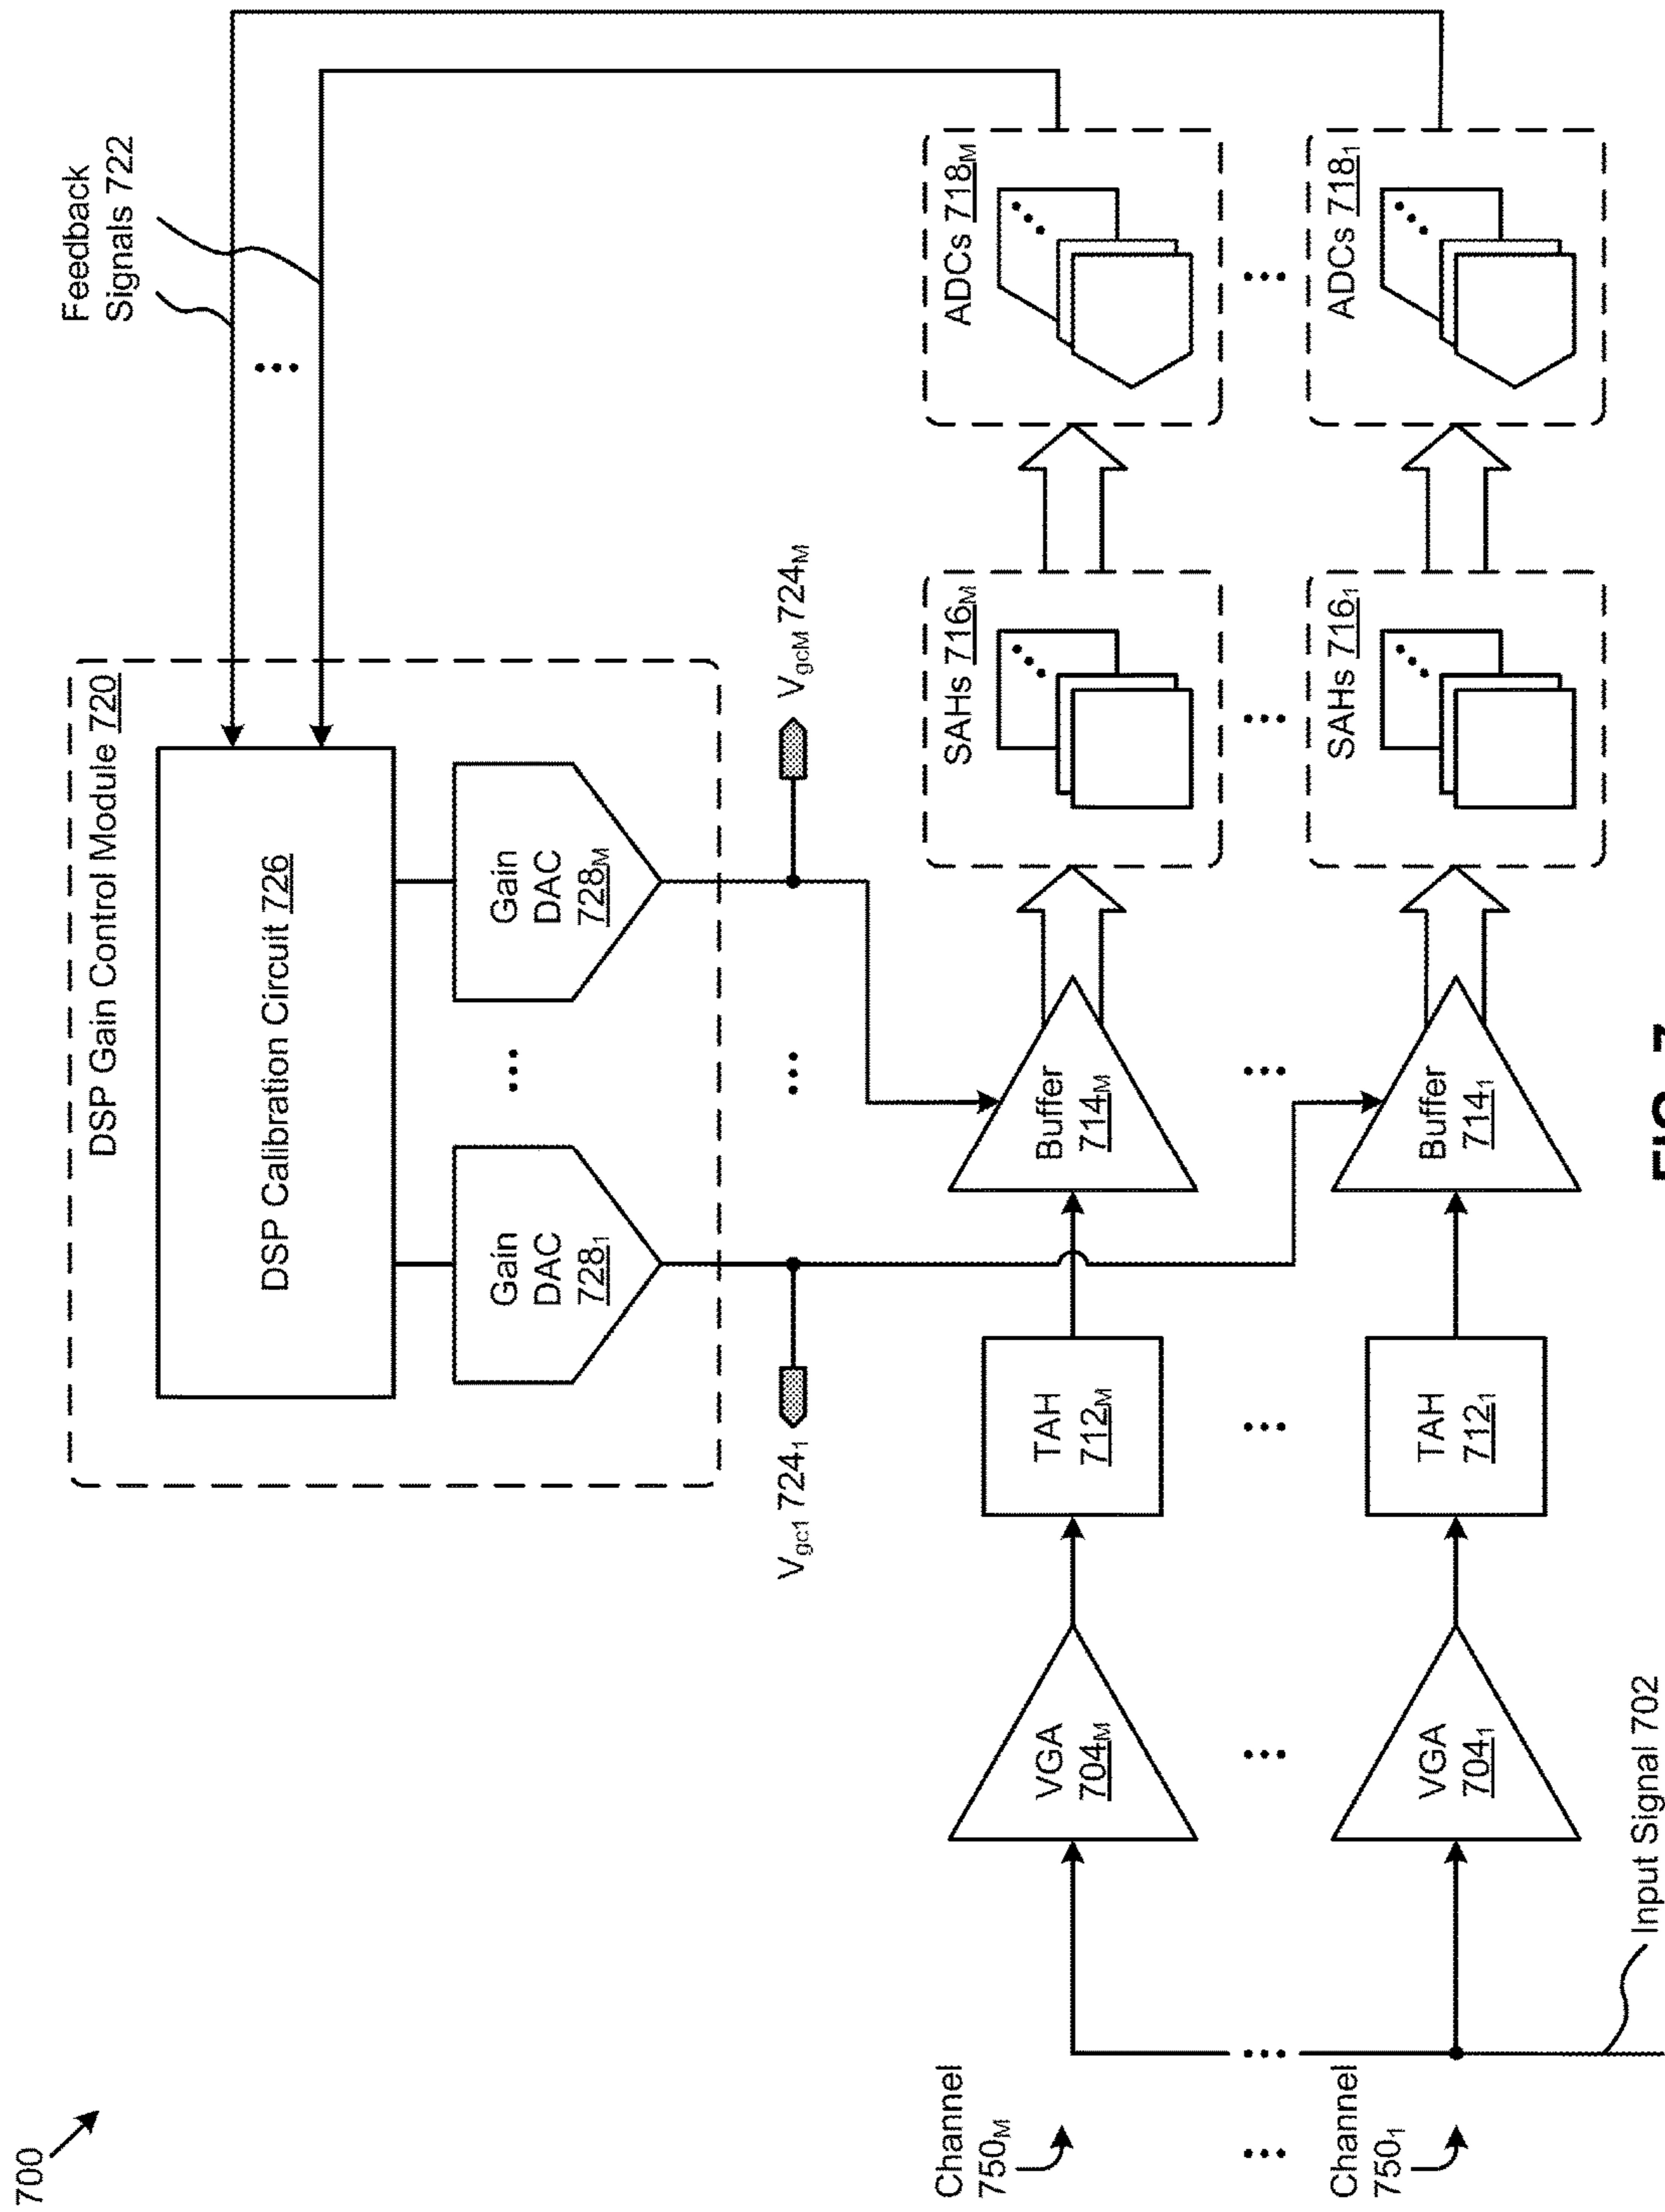 700
Feedback
Signals 722
DSP Gain Control Module 720
DSP Calibration Circuit 726
Gain
DAC
728₁
...
Gain
DAC
728M
Vgc1 724₁
...
VgcM 724M
Channel
750M
VGA
704M
TAH
712M
Buffer
714M
SAHs 716M
ADCs 718M
Channel
750₁
VGA
704₁
TAH
712₁
Buffer
714₁
SAHs 716₁
ADCs 718₁
Input Signal 702